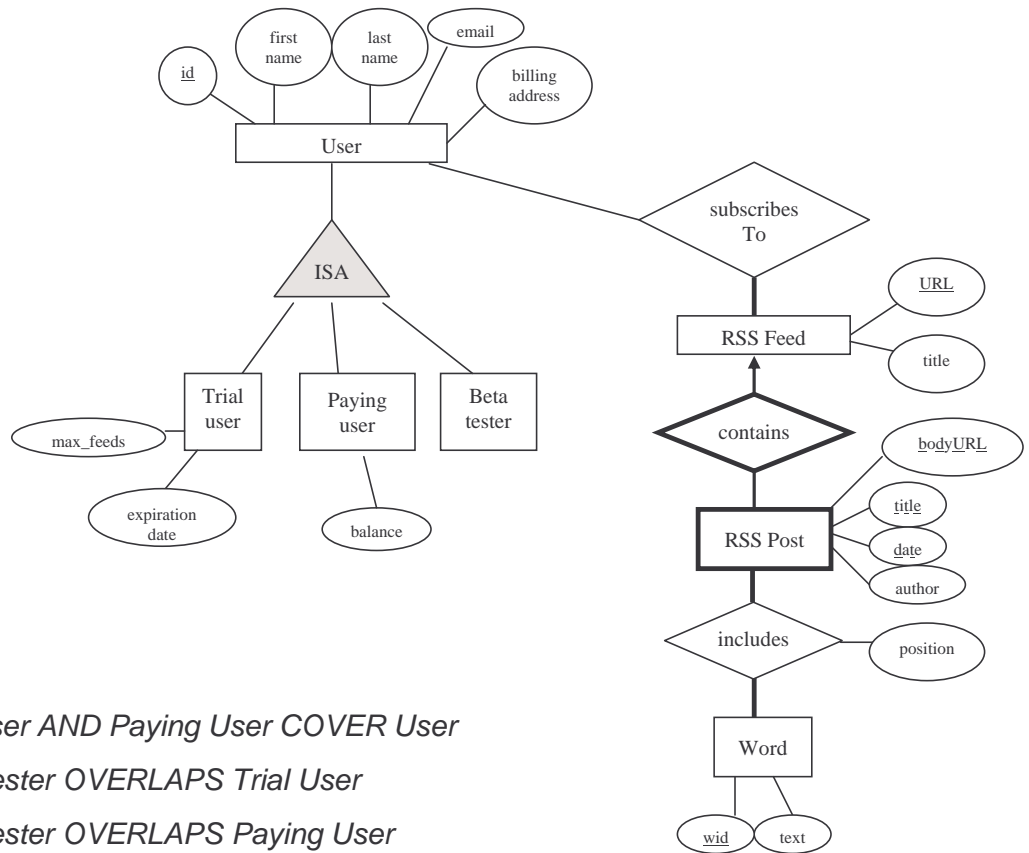 first
name
last
name
email
id
billing
address
User
subscribes
To
ISA
URL
RSS Feed
title
Trial
user
Paying
user
Beta
tester
max_feeds
contains
bodyURL
expiration
date
balance
title
RSS Post
date
author
includes
position
ser AND Paying User COVER User
Word
ester OVERLAPS Trial User
ester OVERLAPS Paying User
wid
text